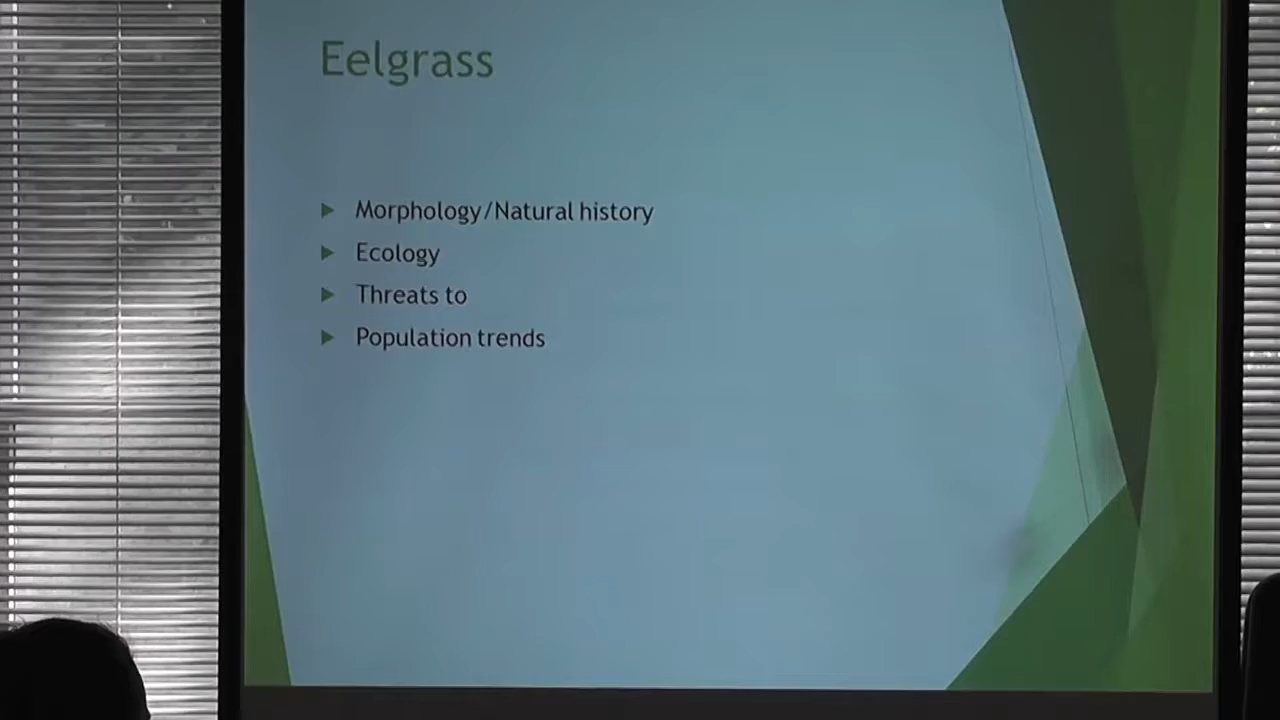 Eelgrass
Morphology/Natural history
Ecology
Threats to
Population trends